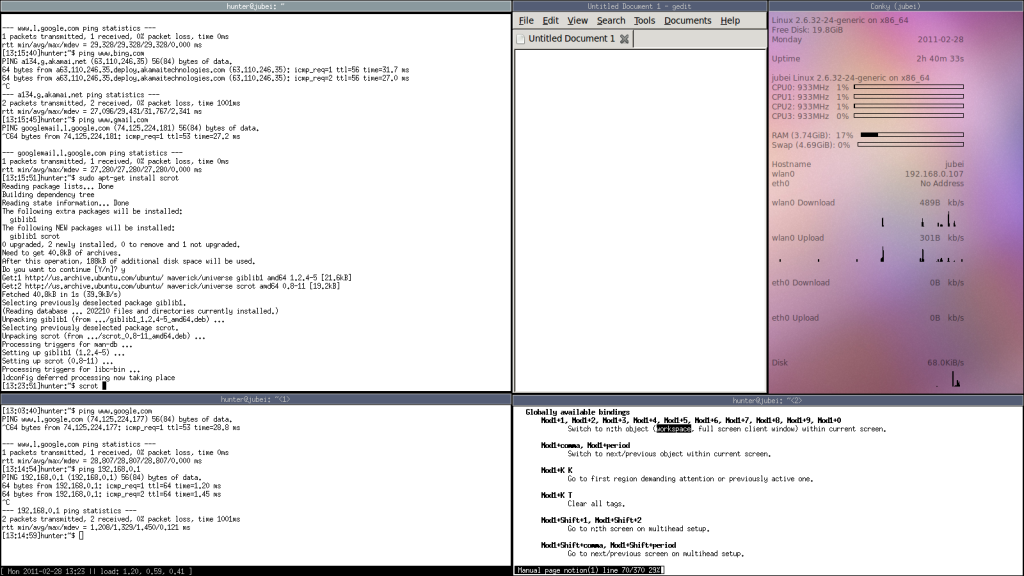 hunter@jubei: ~
--- www.l.google.com ping statistics ---
1 packets transmitted, 1 received, 0% packet loss, time 0ms
rtt min/avg/max/mdev = 29.328/29.328/29.328/0.000 ms
[13:15:40]hunter:~$ ping www.bing.com
PING a134.g.akamai.net (63.110.246.35) 56(84) bytes of data.
64 bytes from a63.110.246.35.deploy.akamaitechnologies.com (63.110.246.35): icmp_req=1 ttl=56 time=31.7 ms
64 bytes from a63.110.246.35.deploy.akamaitechnologies.com (63.110.246.35): icmp_req=2 ttl=56 time=27.0 ms
^C
--- a134.g.akamai.net ping statistics ---
2 packets transmitted, 2 received, 0% packet loss, time 1001ms
rtt min/avg/max/mdev = 27.096/29.431/31.767/2.341 ms
[13:15:45]hunter:~$ ping www.gmail.com
PING googlemail.l.google.com (74.125.224.181) 56(84) bytes of data.
^C64 bytes from 74.125.224.181: icmp_req=1 ttl=53 time=27.2 ms
--- googlemail.l.google.com ping statistics ---
1 packets transmitted, 1 received, 0% packet loss, time 0ms
rtt min/avg/max/mdev = 27.280/27.280/27.280/0.000 ms
[13:15:51]hunter:~$ sudo apt-get install scrot
Reading package lists... Done
Building dependency tree
Reading state information... Done
The following extra packages will be installed:
giblib1
The following NEW packages will be installed:
giblib1 scrot
0 upgraded, 2 newly installed, 0 to remove and 1 not upgraded.
Need to get 40.8kB of archives.
After this operation, 188kB of additional disk space will be used.
Do you want to continue [Y/n]? y
Get:1 http://us.archive.ubuntu.com/ubuntu/ maverick/universe giblib1 amd64 1.2.4-5 [21.6kB]
Get:2 http://us.archive.ubuntu.com/ubuntu/ maverick/universe scrot amd64 0.8-11 [19.2kB]
Fetched 40.8kB in 1s (39.9kB/s)
Selecting previously deselected package giblib1.
(Reading database ... 202210 files and directories currently installed.)
Unpacking giblib1 (from .../giblib1_1.2.4-5_amd64.deb) ...
Selecting previously deselected package scrot.
Unpacking scrot (from .../scrot_0.8-11_amd64.deb) ...
Processing triggers for man-db ...
Setting up giblib1 (1.2.4-5) ...
Setting up scrot (0.8-11) ...
Processing triggers for libc-bin ...
ldconfig deferred processing now taking place
[13:23:51]hunter:~$ scrot
Untitled Document 1 - gedit
File Edit View Search Tools Documents Help
Untitled Document 1
Conky (jubei)
Linux 2.6.32-24-generic on x86_64
Free Disk: 19.8GiB
Monday 2011-02-28
Uptime 2h 40m 33s
jubei Linux 2.6.32-24-generic on x86_64
CPU0: 933MHz 1%
CPU1: 933MHz 1%
CPU2: 933MHz 1%
CPU3: 933MHz 0%
RAM (3.74GiB): 17%
Swap (4.69GiB): 0%
Hostname jubei
wlan0 192.168.0.107
eth0 No Address
wlan0 Download 489B kb/s
wlan0 Upload 301B kb/s
eth0 Download 0B kb/s
eth0 Upload 0B kb/s
Disk 68.0KiB/s
hunter@jubei: ~<1>
[13:03:40]hunter:~$ ping www.google.com
PING www.l.google.com (74.125.224.177) 56(84) bytes of data.
^C64 bytes from 74.125.224.177: icmp_req=1 ttl=53 time=28.8 ms
--- www.l.google.com ping statistics ---
1 packets transmitted, 1 received, 0% packet loss, time 0ms
rtt min/avg/max/mdev = 28.807/28.807/28.807/0.000 ms
[13:14:54]hunter:~$ ping 192.168.0.1
PING 192.168.0.1 (192.168.0.1) 56(84) bytes of data.
64 bytes from 192.168.0.1: icmp_req=1 ttl=64 time=1.20 ms
64 bytes from 192.168.0.1: icmp_req=2 ttl=64 time=1.45 ms
^C
--- 192.168.0.1 ping statistics ---
2 packets transmitted, 2 received, 0% packet loss, time 1001ms
rtt min/avg/max/mdev = 1.208/1.329/1.450/0.121 ms
[13:14:59]hunter:~$
[ Mon 2011-02-28 13:23 || load: 1.20, 0.59, 0.41 ]
hunter@jubei: ~<2>
Globally available bindings
Mod1+1, Mod1+2, Mod1+3, Mod1+4, Mod1+5, Mod1+6, Mod1+7, Mod1+8, Mod1+9, Mod1+0
Switch to n:th object (workspace, full screen client window) within current screen.
Mod1+comma, Mod1+period
Switch to next/previous object within current screen.
Mod1+K K
Go to first region demanding attention or previously active one.
Mod1+K T
Clear all tags.
Mod1+Shift+1, Mod1+Shift+2
Go to n:th screen on multihead setup.
Mod1+Shift+comma, Mod1+Shift+period
Go to next/previous screen on multihead setup.
Manual page notion(1) line 70/370 29%